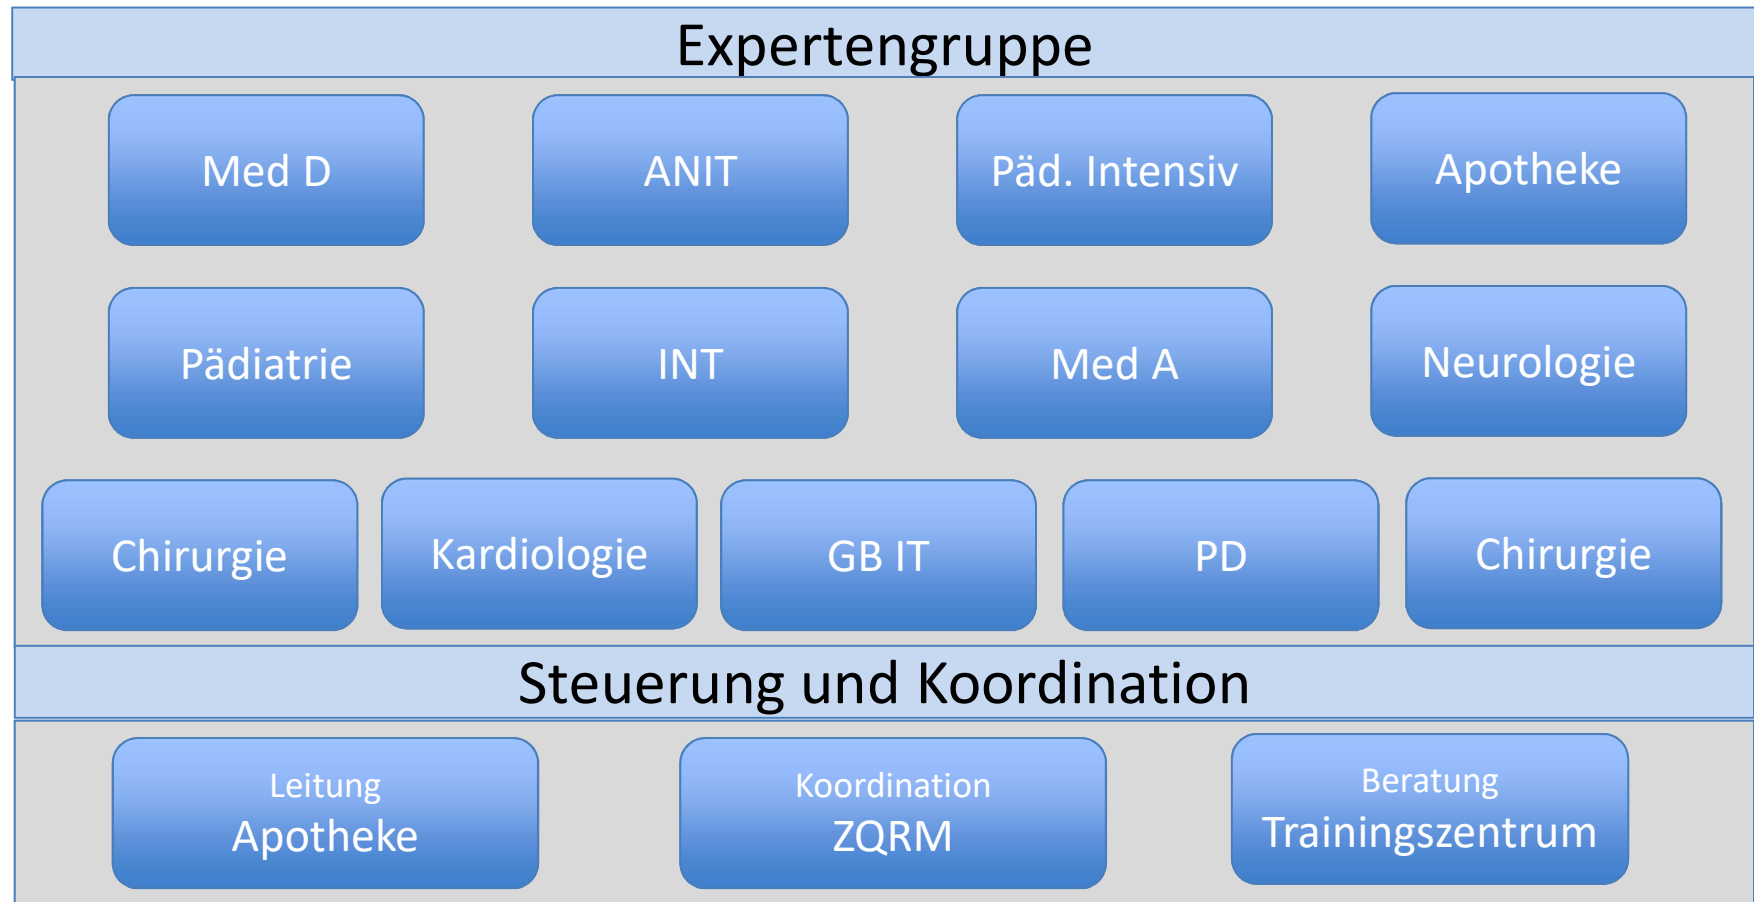 Expertengruppe
Med D
ANIT
Päd. Intensiv
Apotheke
Pädiatrie
INT
Med A
Neurologie
Chirurgie
Kardiologie
GB IT
PD
Chirurgie
Steuerung und Koordination
Leitung
Apotheke
Koordination
ZQRM
Beratung
Trainingszentrum